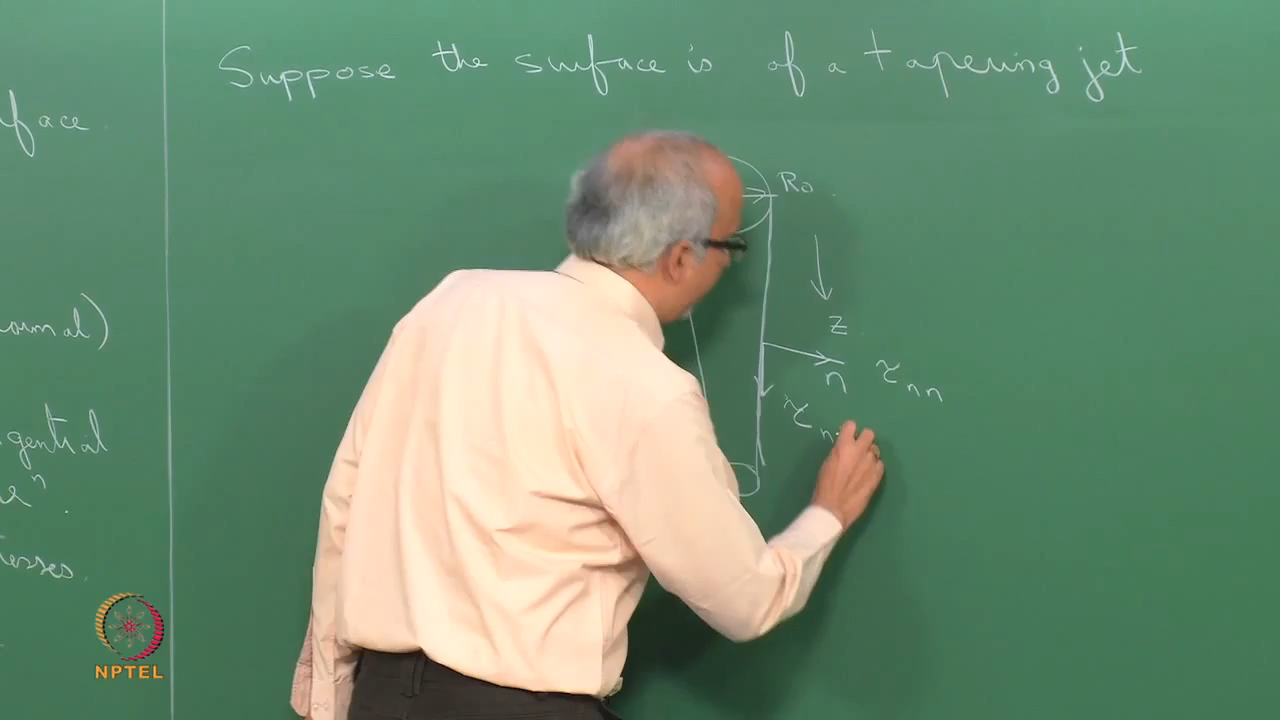 Suppose the surface is of a tapering jet
face
R0
ormal)
z
n τnn
τn
gential
esses.
NPTEL